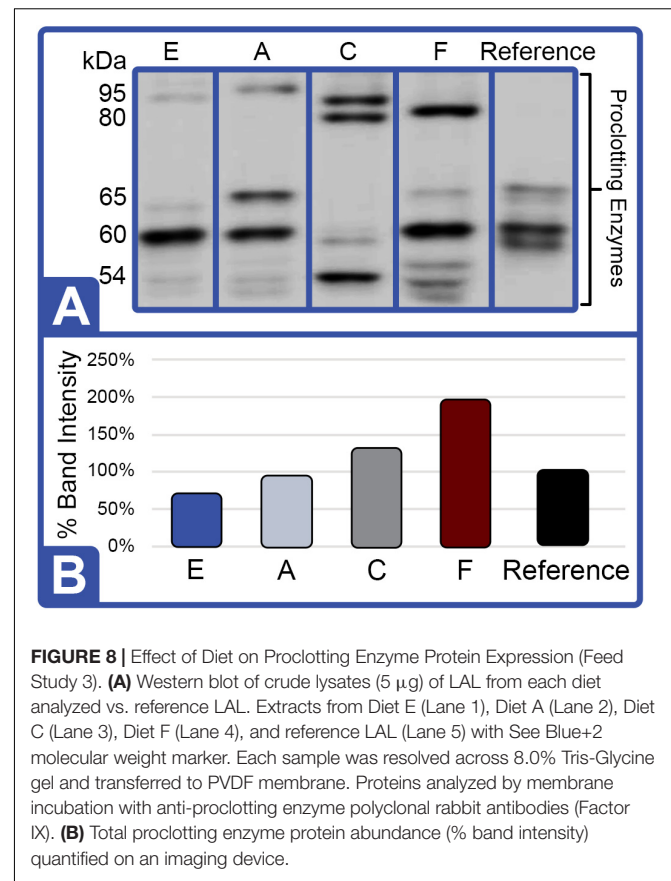 E A C F Reference
kDa
95
80
65
60
54
Proclotting Enzymes
A
% Band Intensity
250%
200%
150%
100%
50%
0%
E A C F Reference
B
FIGURE 8 | Effect of Diet on Proclotting Enzyme Protein Expression (Feed
Study 3). (A) Western blot of crude lysates (5 μg) of LAL from each diet
analyzed vs. reference LAL. Extracts from Diet E (Lane 1), Diet A (Lane 2), Diet
C (Lane 3), Diet F (Lane 4), and reference LAL (Lane 5) with See Blue+2
molecular weight marker. Each sample was resolved across 8.0% Tris-Glycine
gel and transferred to PVDF membrane. Proteins analyzed by membrane
incubation with anti-proclotting enzyme polyclonal rabbit antibodies (Factor
IX). (B) Total proclotting enzyme protein abundance (% band intensity)
quantified on an imaging device.